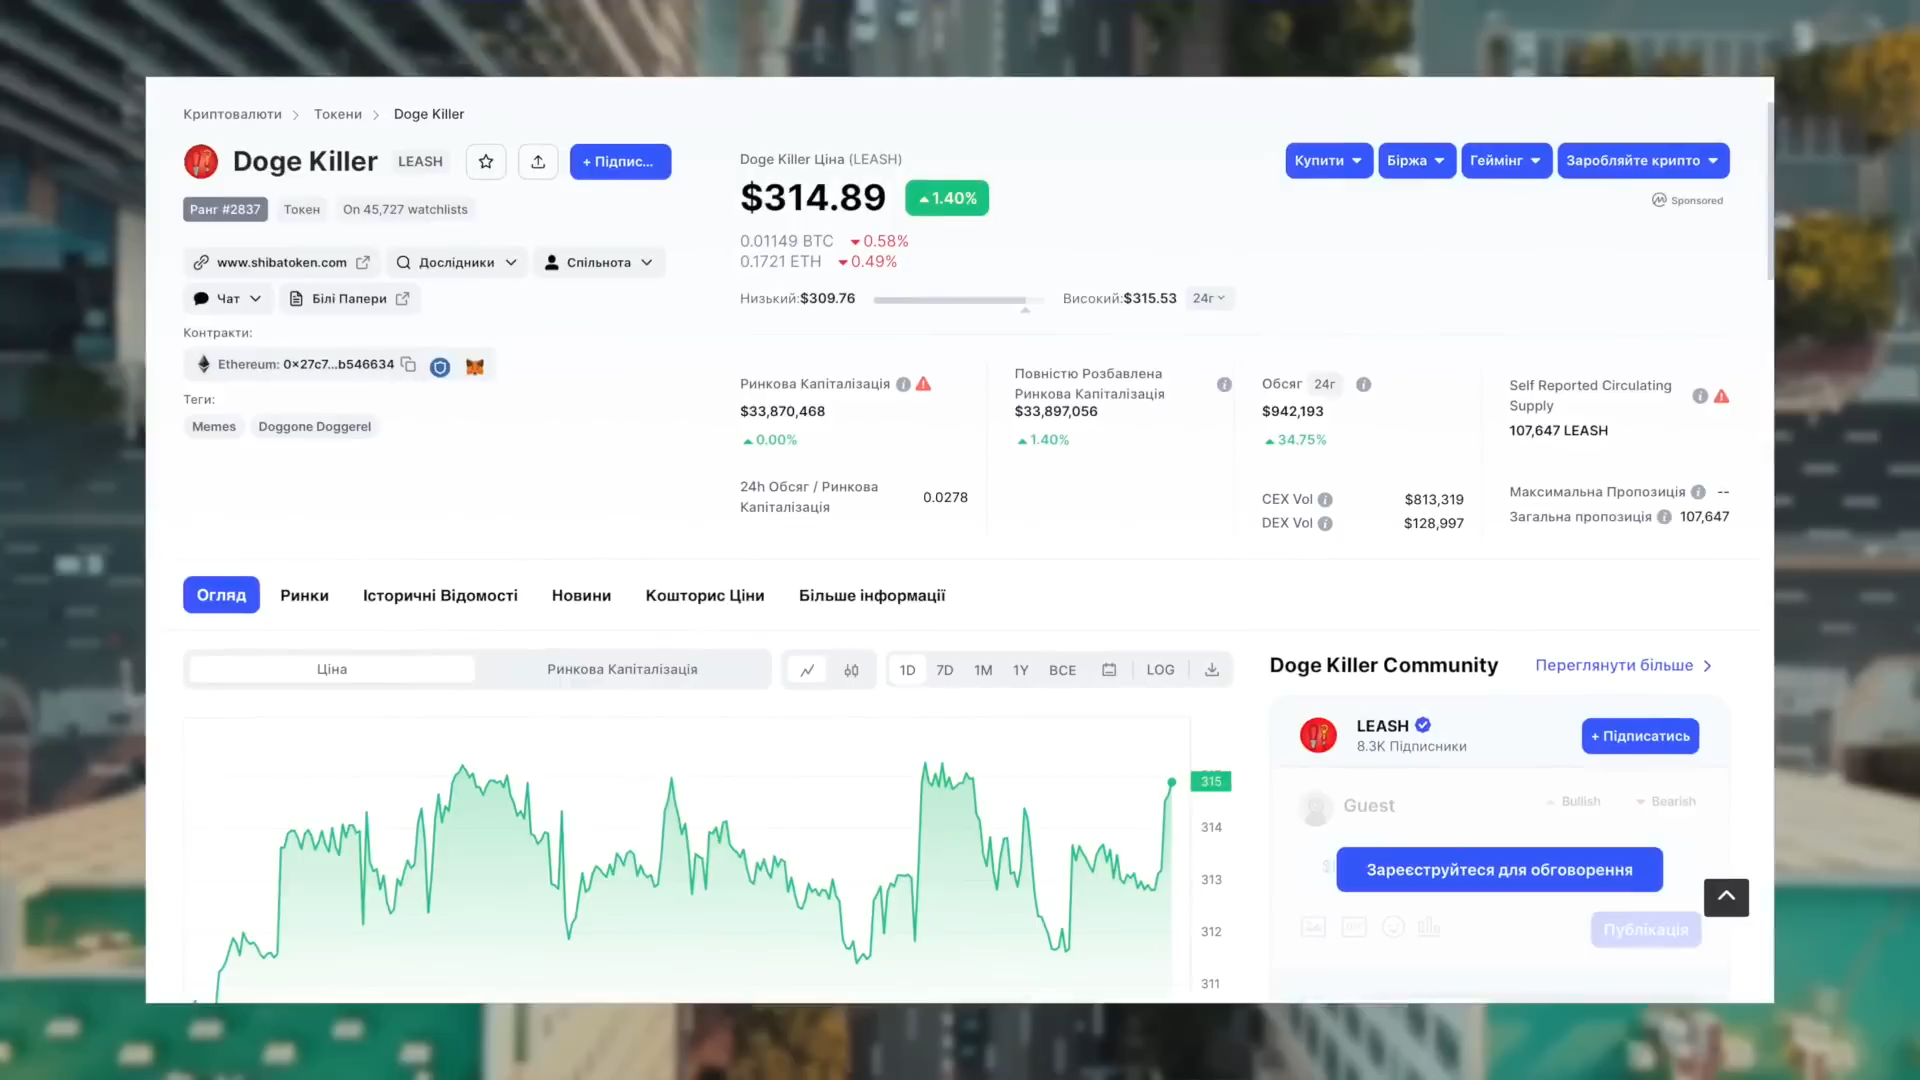 Криптовалюти
Токени
Doge Killer
Doge Killer
LEASH
+ Підпис...
Ранг #2837
Токен
On 45,727 watchlists
www.shibatoken.com
Дослідники
Спільнота
Чат
Білі Папери
Контракти:
Ethereum: 0x27c7...b546634
Теги:
Memes
Doggone Doggerel
Doge Killer Ціна (LEASH)
$314.89
1.40%
0.01149 BTC 0.58%
0.1721 ETH 0.49%
Низький:$309.76
Високий:$315.53
24г
Купити
Біржа
Геймінг
Заробляйте крипто
Sponsored
Ринкова Капіталізація
$33,870,468
0.00%
24h Обсяг / Ринкова
Капіталізація
0.0278
Повністю Розбавлена
Ринкова Капіталізація
$33,897,056
1.40%
Обсяг 24г
$942,193
34.75%
CEX Vol $813,319
DEX Vol $128,997
Self Reported Circulating
Supply
107,647 LEASH
Максимальна Пропозиція --
Загальна пропозиція 107,647
Огляд
Ринки
Історичні Відомості
Новини
Кошторис Ціни
Більше інформації
Ціна
Ринкова Капіталізація
1D
7D
1M
1Y
ВСЕ
LOG
315
314
313
312
311
Doge Killer Community
Переглянути більше
LEASH
8.3K Підписники
+ Підписатись
Guest
Bullish
Bearish
Зареєструйтеся для обговорення
Публікація